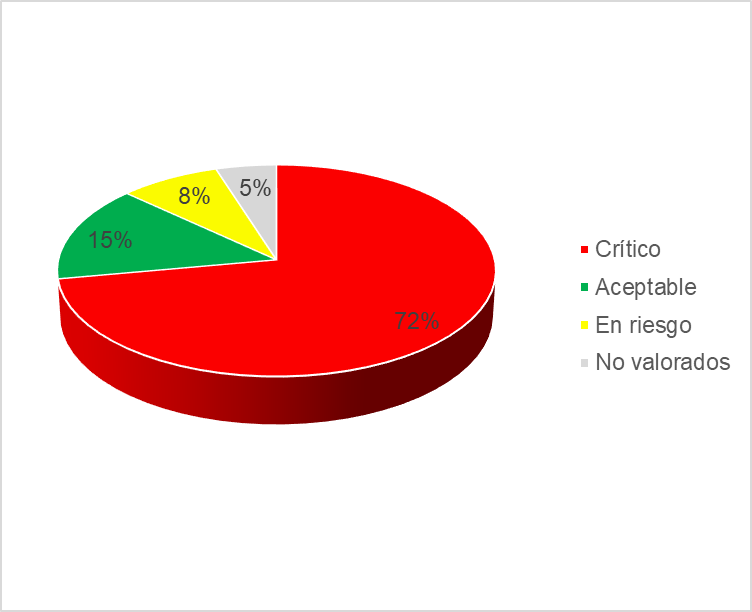 5%
8%
15%
72%
Crítico
Aceptable
En riesgo
No valorados